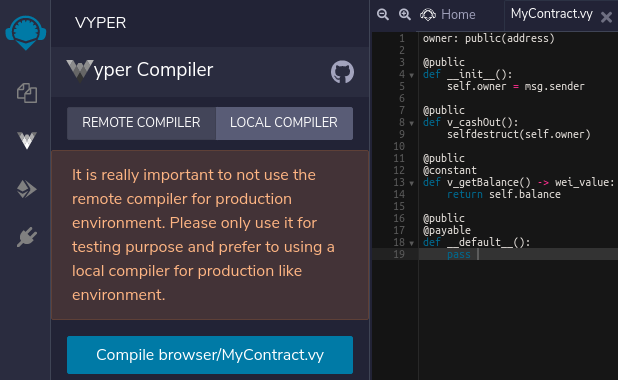 VYPER
Vyper Compiler
REMOTE COMPILER
LOCAL COMPILER
It is really important to not use the
remote compiler for production
environment. Please only use it for
testing purpose and prefer to using a
local compiler for production like
environment.
Compile browser/MyContract.vy
Home
MyContract.vy
1 owner: public(address)
2
3 @public
4 def __init__():
5 self.owner = msg.sender
6
7 @public
8 def v_cashOut():
9 selfdestruct(self.owner)
10
11 @public
12 @constant
13 def v_getBalance() -> wei_value:
14 return self.balance
15
16 @public
17 @payable
18 def __default__():
19 pass